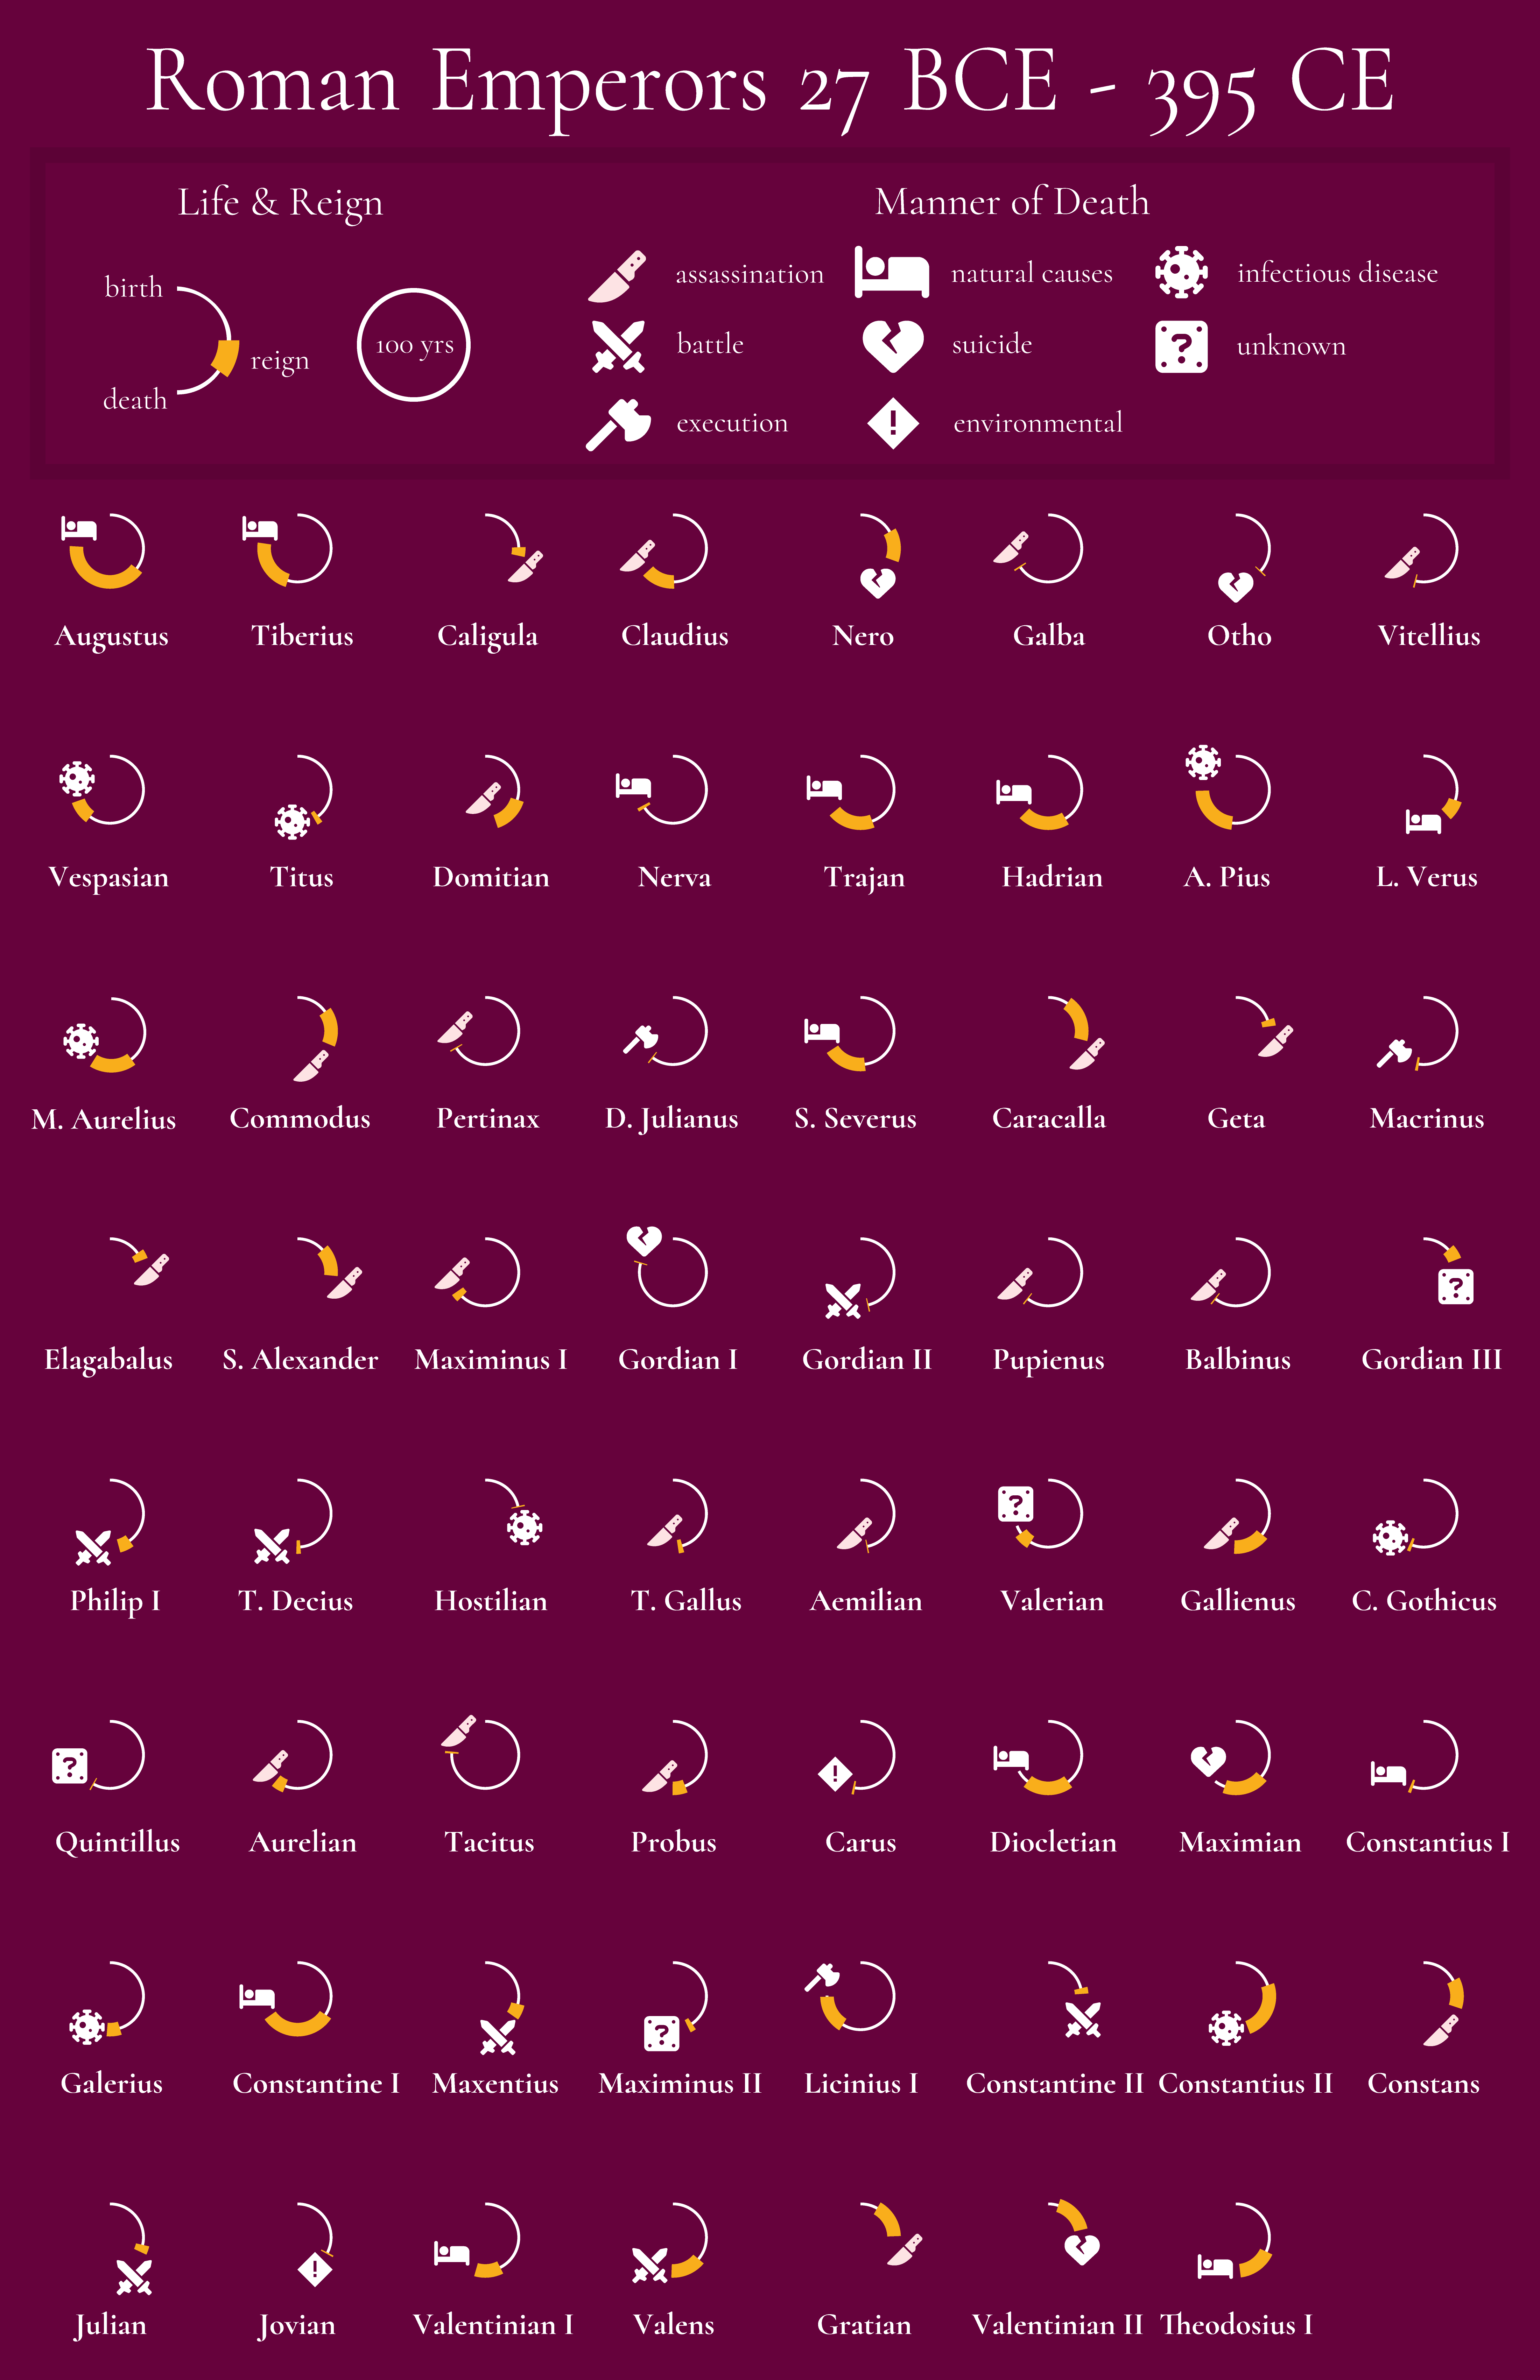 Roman Emperors 27 BCE - 395 CE
Life & Reign
Manner of Death
birth
reign
death
100 yrs
assassination
natural causes
infectious disease
battle
suicide
unknown
execution
environmental
Augustus
Tiberius
Caligula
Claudius
Nero
Galba
Otho
Vitellius
Vespasian
Titus
Domitian
Nerva
Trajan
Hadrian
A. Pius
L. Verus
M. Aurelius
Commodus
Pertinax
D. Julianus
S. Severus
Caracalla
Geta
Macrinus
Elagabalus
S. Alexander
Maximinus I
Gordian I
Gordian II
Pupienus
Balbinus
Gordian III
Philip I
T. Decius
Hostilian
T. Gallus
Aemilian
Valerian
Gallienus
C. Gothicus
Quintillus
Aurelian
Tacitus
Probus
Carus
Diocletian
Maximian
Constantius I
Galerius
Constantine I
Maxentius
Maximinus II
Licinius I
Constantine II
Constantius II
Constans
Julian
Jovian
Valentinian I
Valens
Gratian
Valentinian II
Theodosius I